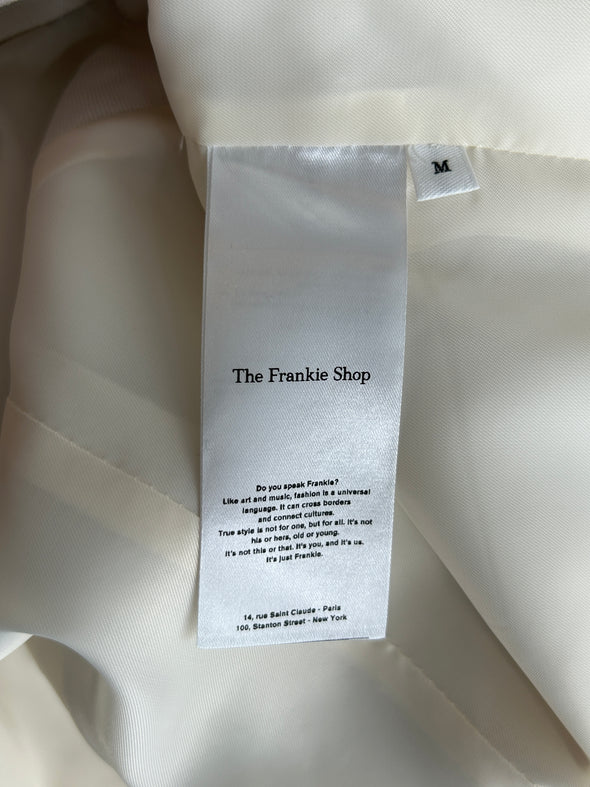 M
The Frankie Shop
Do you speak Frankie?
Like art and music, fashion is a universal
language. It can cross borders
and connect cultures.
True style is not for one, but for all. It's not
his or hers, old or young.
It's not this or that. It's you, and it's us.
It's just Frankie.
14, rue Saint Claude - Paris
100, Stanton Street - New York